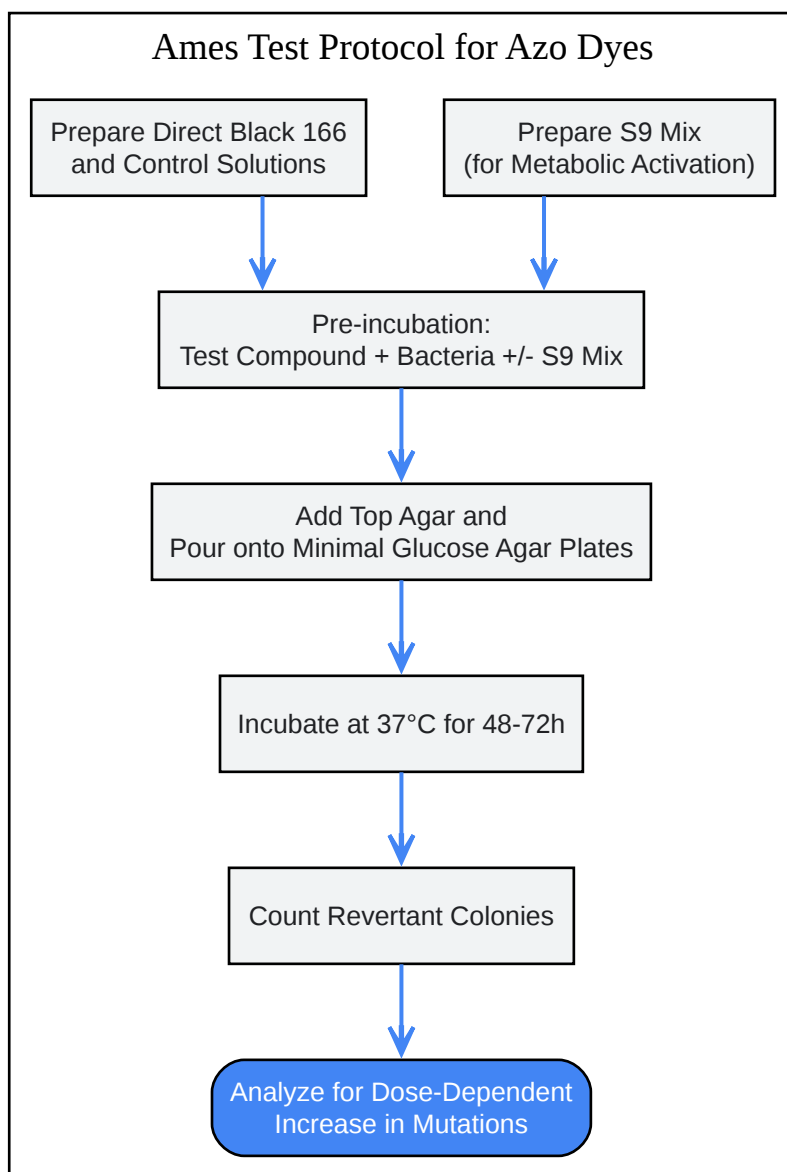 Ames Test Protocol for Azo Dyes
Prepare Direct Black 166
and Control Solutions
Prepare S9 Mix
(for Metabolic Activation)
Pre-incubation:
Test Compound + Bacteria +/- S9 Mix
Add Top Agar and
Pour onto Minimal Glucose Agar Plates
Incubate at 37°C for 48-72h
Count Revertant Colonies
Analyze for Dose-Dependent
Increase in Mutations